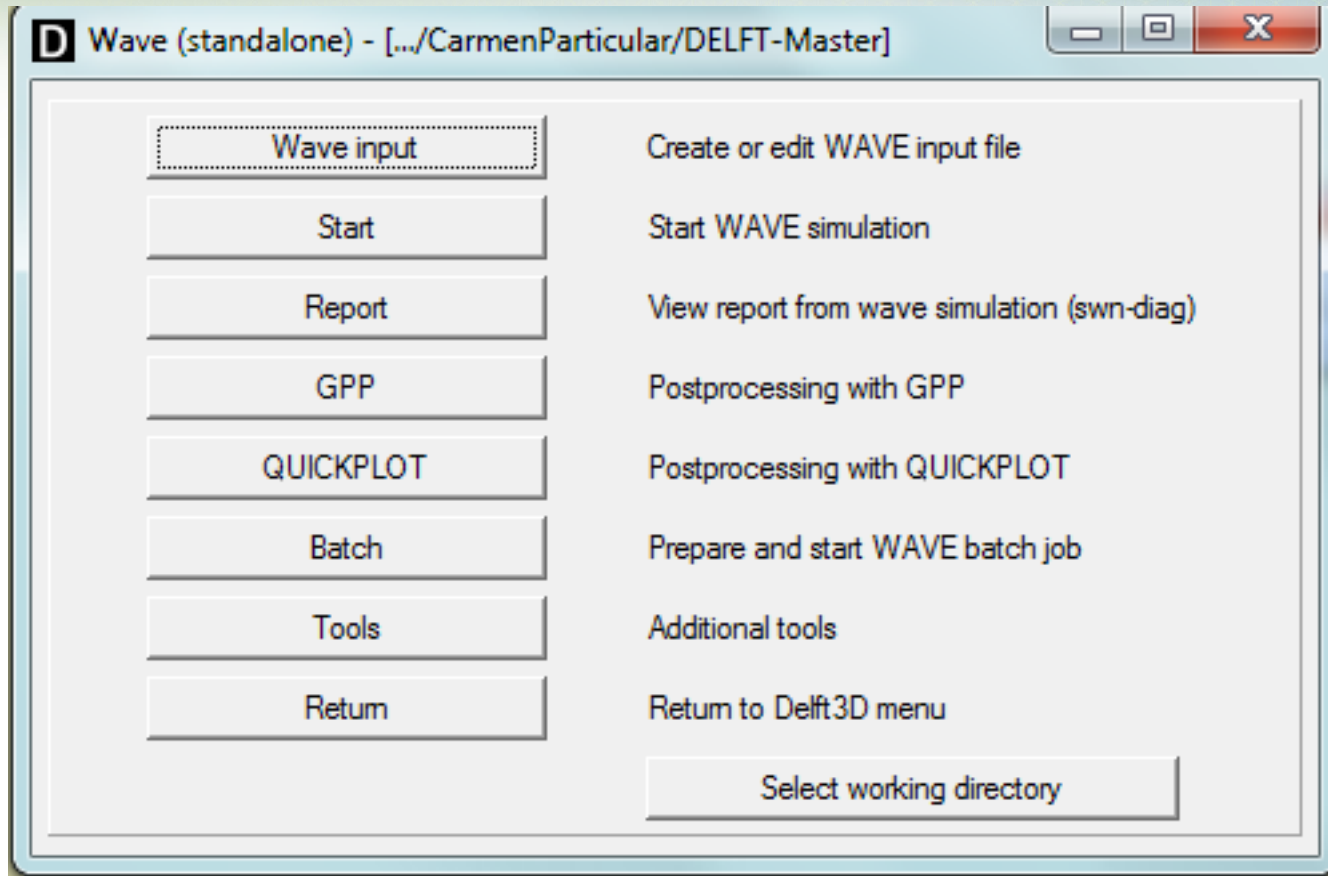 D Wave (standalone) - [.../CarmenParticular/DELFT-Master]
Wave input Create or edit WAVE input file
Start Start WAVE simulation
Report View report from wave simulation (swn-diag)
GPP Postprocessing with GPP
QUICKPLOT Postprocessing with QUICKPLOT
Batch Prepare and start WAVE batch job
Tools Additional tools
Return Return to Delft3D menu
Select working directory